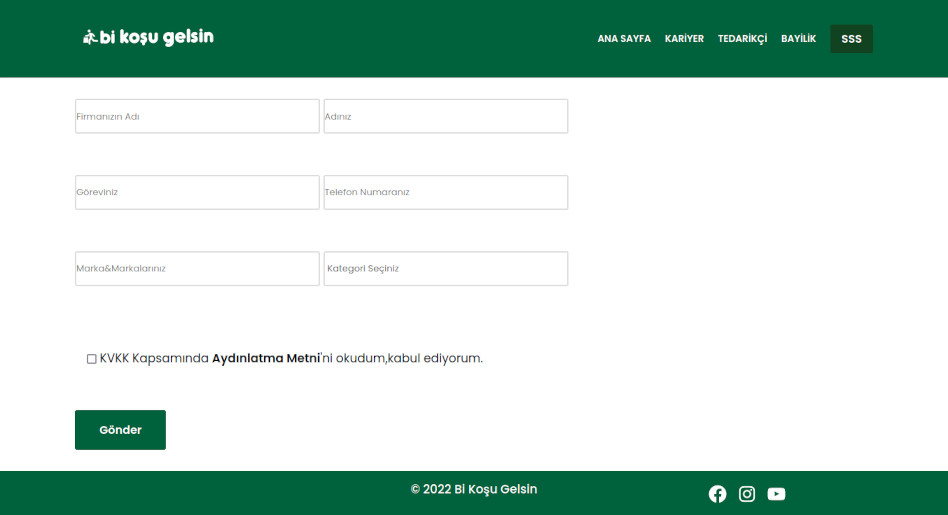 bi koşu gelsin
ANA SAYFA KARİYER TEDARİKÇİ BAYİLİK SSS
Firmanızın Adı Adınız
Göreviniz Telefon Numaranız
Marka&Markalarınız Kategori Seçiniz
KVKK Kapsamında Aydınlatma Metni'ni okudum,kabul ediyorum.
Gönder
© 2022 Bi Koşu Gelsin